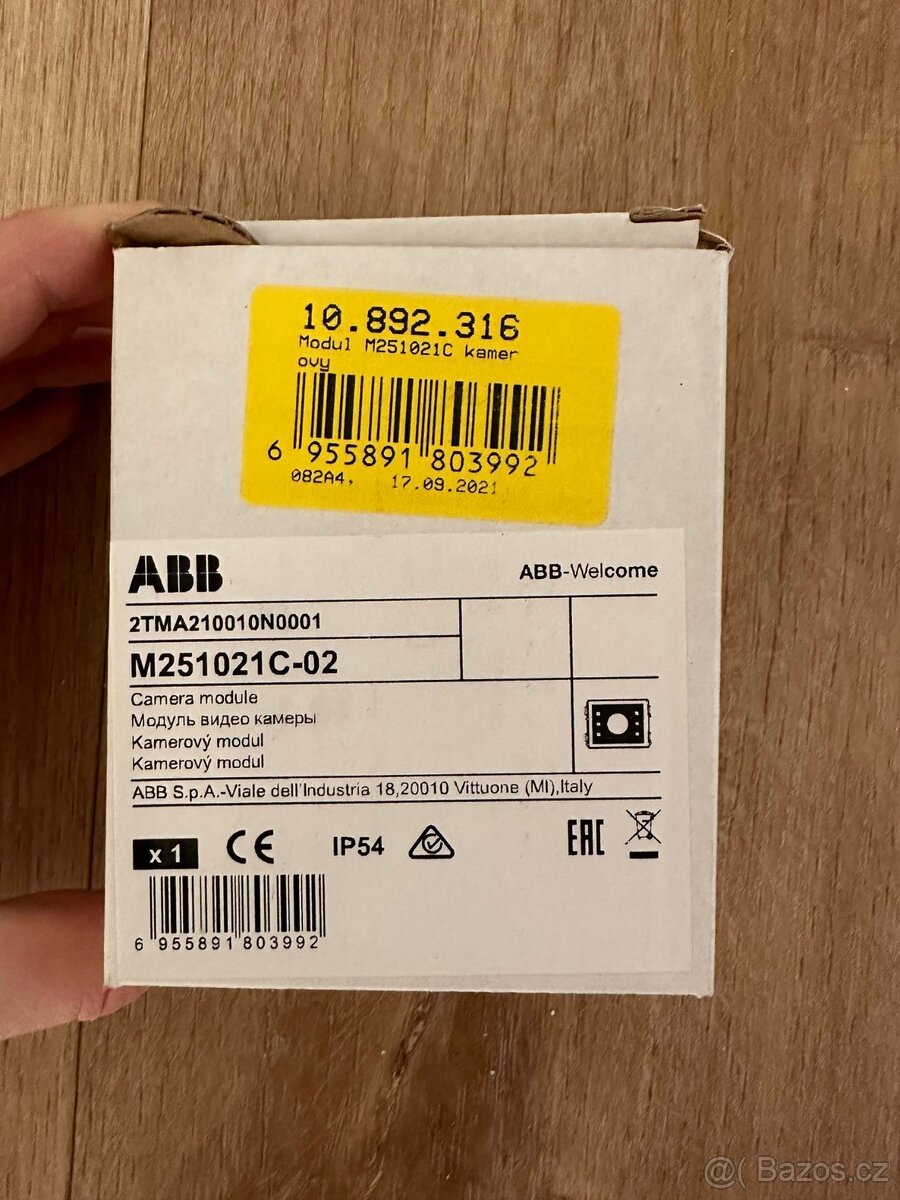 10.892.316
Modul M251021C kamer
ovy
6 955891 803992
082A4, 17.09.2021
ABB
ABB-Welcome
2TMA210010N0001
M251021C-02
Camera module
Модуль видео камеры
Kamerový modul
Kamerový modul
ABB S.p.A.-Viale dell'Industria 18,20010 Vittuone (MI),Italy
x 1
CE
IP54
EAC
6 955891 803992
@( Bazos.cz